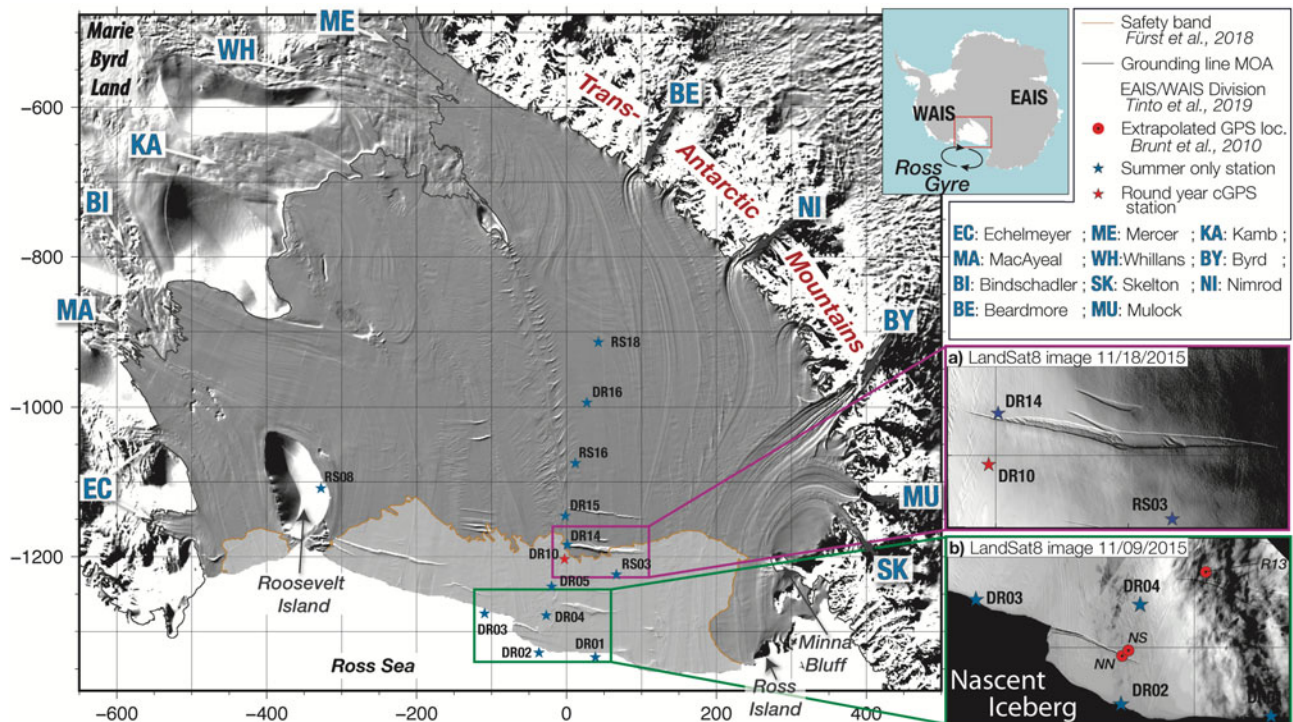 Marie
Byrd
Land
ME
WH
KA
BI
MA
EC
BE
NI
BY
MU
SK
Trans-
Antarctic
Mountains
RS18
DR16
RS16
RS08
DR15
DR14
DR10
RS03
DR05
DR04
DR03
DR02
DR01
Roosevelt
Island
Ross Sea
Minna
Bluff
Ross
Island
−600
−800
−1000
−1200
−600
−400
−200
0
200
400
WAIS
EAIS
Ross
Gyre
Safety band
Fürst et al., 2018
Grounding line MOA
EAIS/WAIS Division
Tinto et al., 2019
Extrapolated GPS loc.
Brunt et al., 2010
Summer only station
Round year cGPS
station
EC: Echelmeyer ; ME: Mercer ; KA: Kamb ;
MA: MacAyeal ; WH:Whillans ; BY: Byrd ;
BI: Bindschadler ; SK: Skelton ; NI: Nimrod
BE: Beardmore ; MU: Mulock
a) LandSat8 image 11/18/2015
DR14
DR10
RS03
b) LandSat8 image 11/09/2015
R13
DR03
DR04
NS
NN
DR02
Nascent
Iceberg